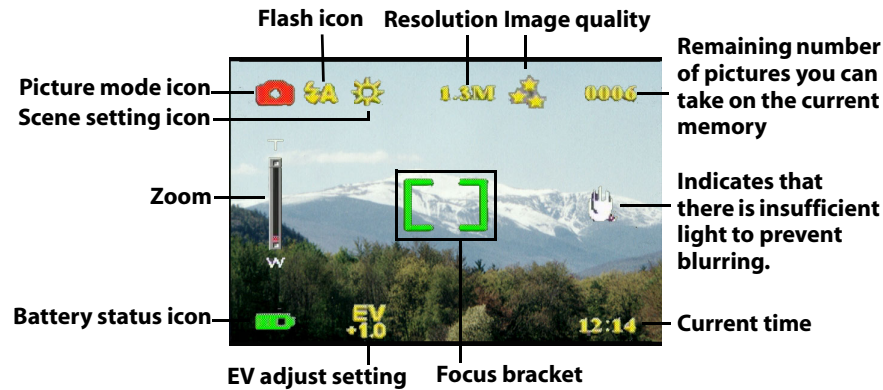 Flash icon
Resolution Image quality
Picture mode icon
Scene setting icon
Zoom
Battery status icon
EV adjust setting
Focus bracket
Remaining number
of pictures you can
take on the current
memory
Indicates that
there is insufficient
light to prevent
blurring.
Current time
A
1.3M
0006
T
W
EV
+1.0
12:14